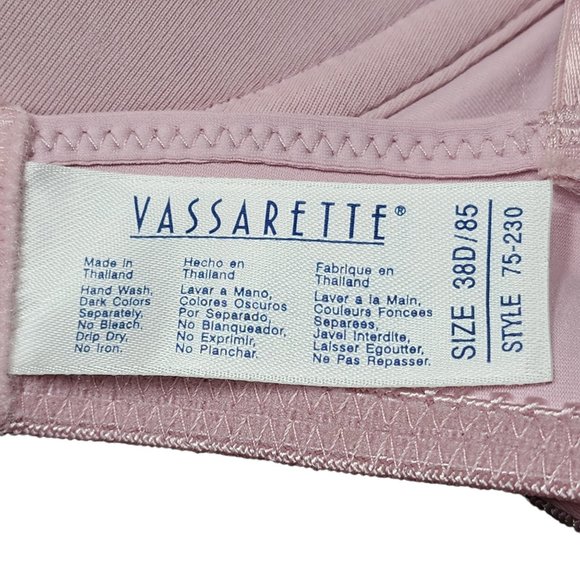 VASSARETTE®
Made in
Thailand
Hand Wash,
Dark Colors
Separately,
No Bleach,
Drip Dry,
No Iron.
Hecho en
Thailand
Lavar a Mano,
Colores Oscuros
Por Separado,
No Blanqueador,
No Exprimir,
No Planchar.
Fabrique en
Thailand
Laver a la Main,
Couleurs Foncees
Separees,
Javel Interdite,
Laisser Egoutter,
Ne Pas Repasser.
SIZE 38D/85
STYLE 75-230